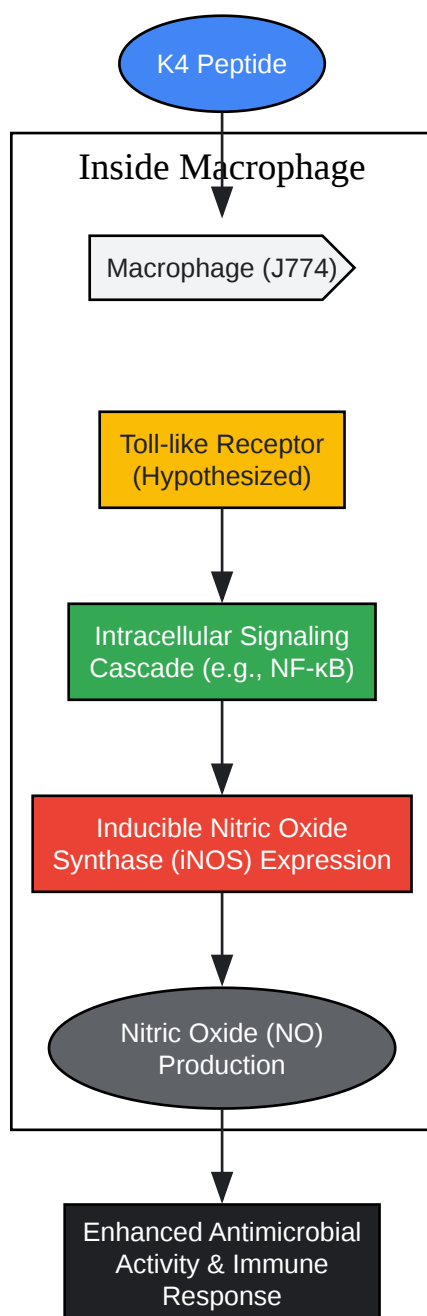 K4 Peptide
Inside Macrophage
Macrophage (J774)
Toll-like Receptor
(Hypothesized)
Intracellular Signaling
Cascade (e.g., NF-κB)
Inducible Nitric Oxide
Synthase (iNOS) Expression
Nitric Oxide (NO)
Production
Enhanced Antimicrobial
Activity & Immune
Response